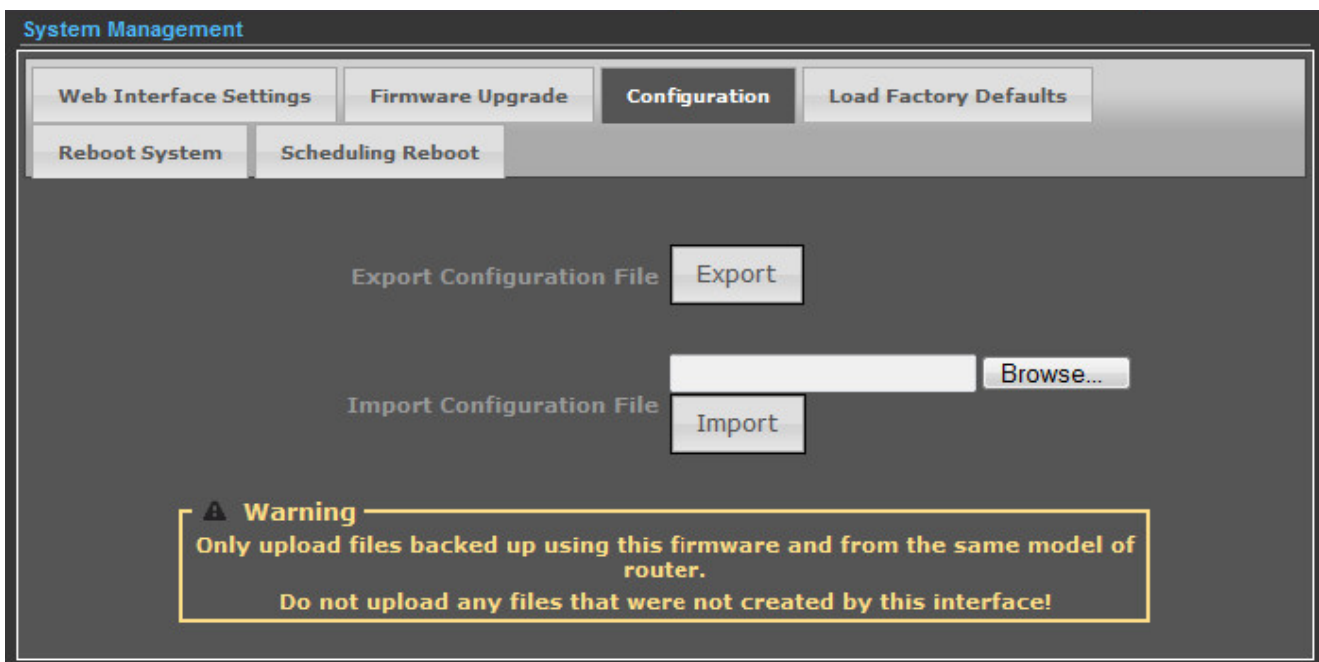 System Management
Web Interface Settings
Firmware Upgrade
Configuration
Load Factory Defaults
Reboot System
Scheduling Reboot
Export Configuration File
Export
Browse...
Import Configuration File
Import
Warning
Only upload files backed up using this firmware and from the same model of
router.
Do not upload any files that were not created by this interface!